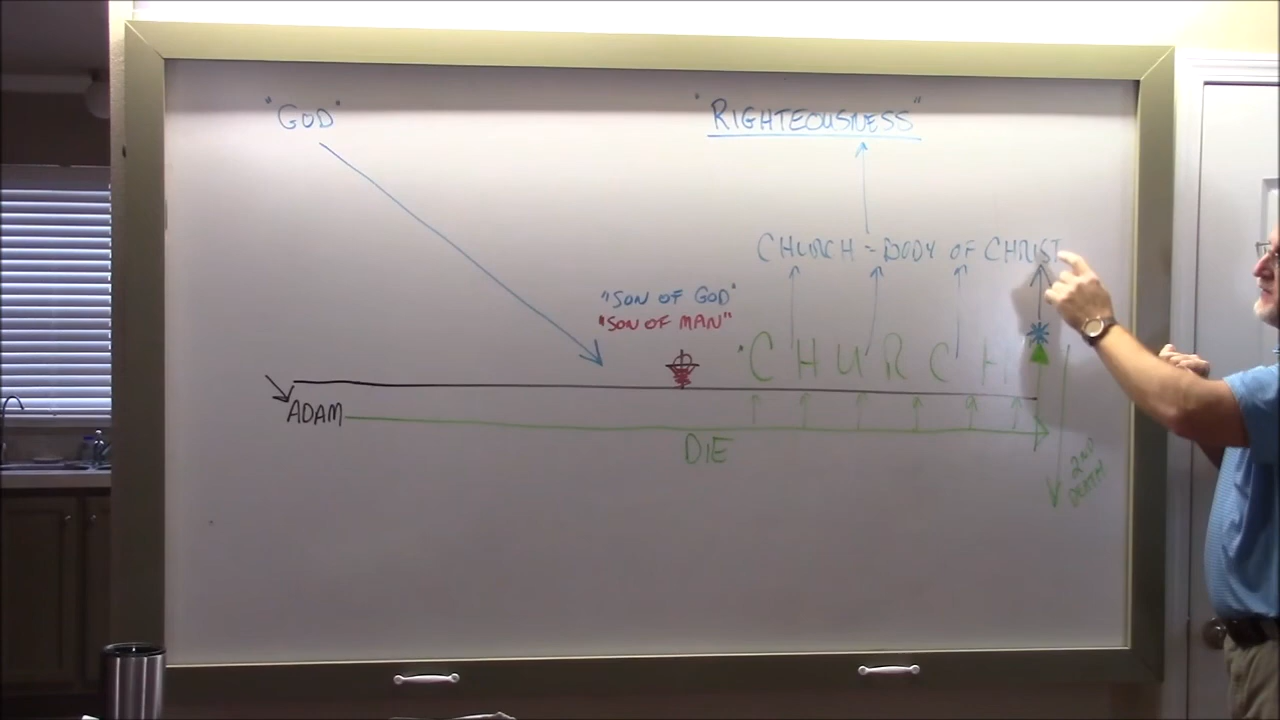 "GOD"
"RIGHTEOUSNESS"
CHURCH = BODY OF CHRIST
"SON OF GOD"
"SON OF MAN"
CHURCH
ADAM
DIE
2ND
DEATH